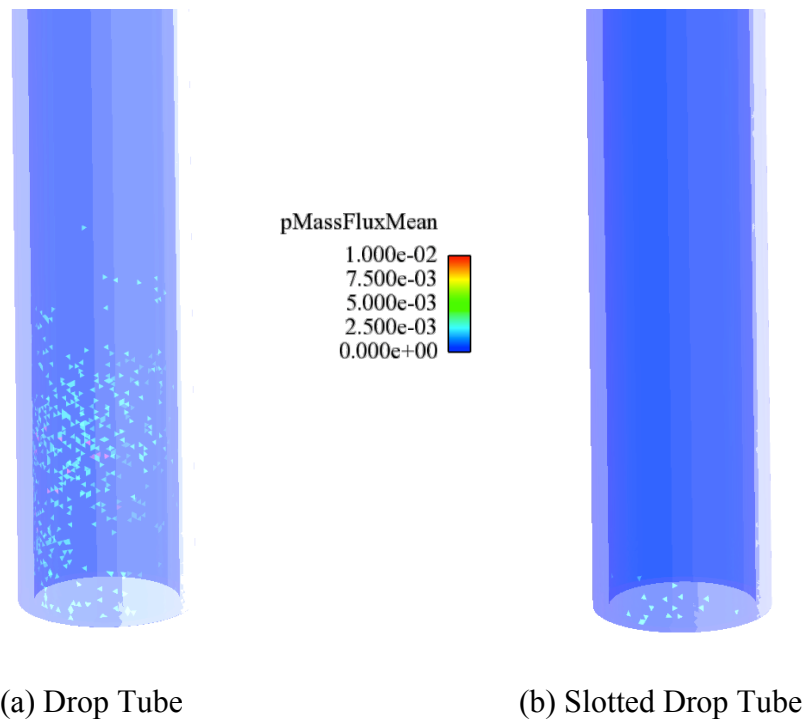 pMassFluxMean
1.000e-02
7.500e-03
5.000e-03
2.500e-03
0.000e+00
(a) Drop Tube
(b) Slotted Drop Tube